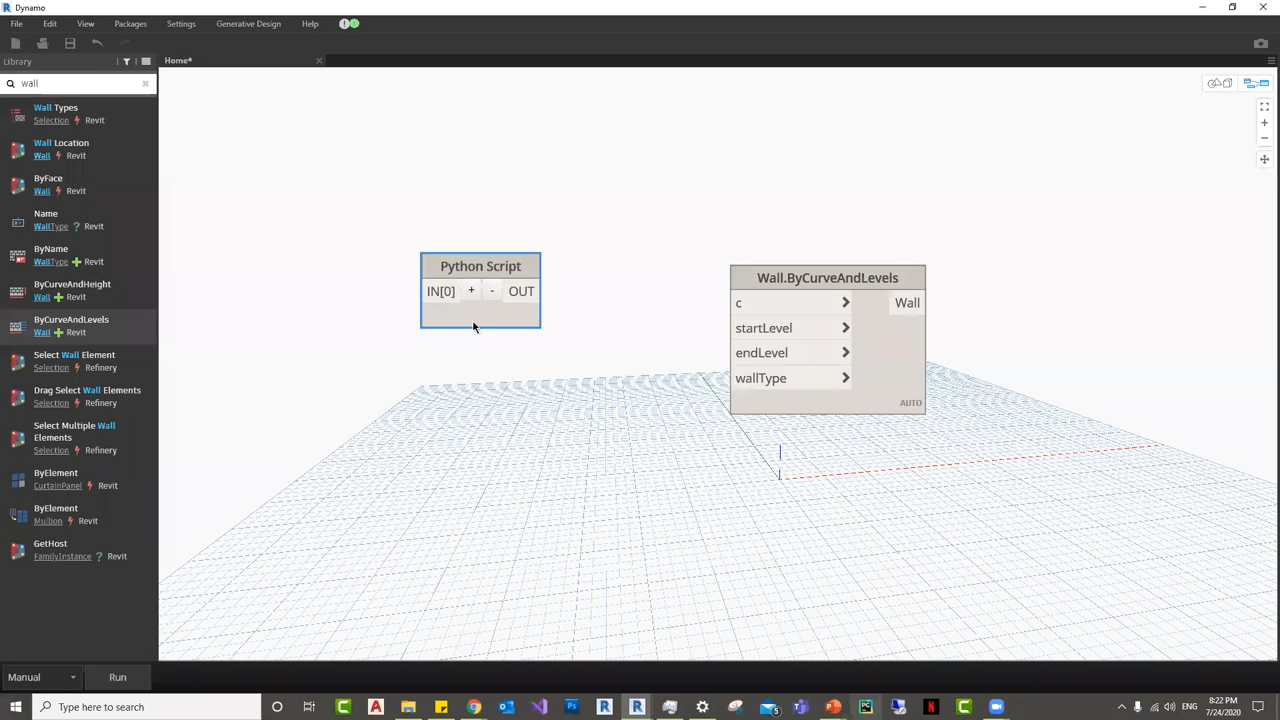 Dynamo
File Edit View Packages Settings Generative Design Help
Library
Home*
wall
Wall Types
Selection Revit
Wall Location
Wall Revit
ByFace
Wall Revit
Name
WallType ? Revit
ByName
WallType Revit
ByCurveAndHeight
Wall Revit
ByCurveAndLevels
Wall Revit
Select Wall Element
Selection Refinery
Drag Select Wall Elements
Selection Refinery
Select Multiple Wall
Elements
Selection Refinery
ByElement
CurtainPanel Revit
ByElement
Mullion Revit
GetHost
FamilyInstance ? Revit
Python Script
IN[0] + - OUT
Wall.ByCurveAndLevels
c Wall
startLevel
endLevel
wallType
AUTO
Manual Run
Type here to search
8:22 PM
7/24/2020